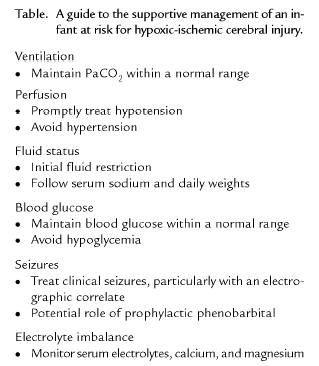 Table. A guide to the supportive management of an in-
fant at risk for hypoxic-ischemic cerebral injury.
Ventilation
• Maintain PaCO₂ within a normal range
Perfusion
• Promptly treat hypotension
• Avoid hypertension
Fluid status
• Initial fluid restriction
• Follow serum sodium and daily weights
Blood glucose
• Maintain blood glucose within a normal range
• Avoid hypoglycemia
Seizures
• Treat clinical seizures, particularly with an electro-
graphic correlate
• Potential role of prophylactic phenobarbital
Electrolyte imbalance
• Monitor serum electrolytes, calcium, and magnesium